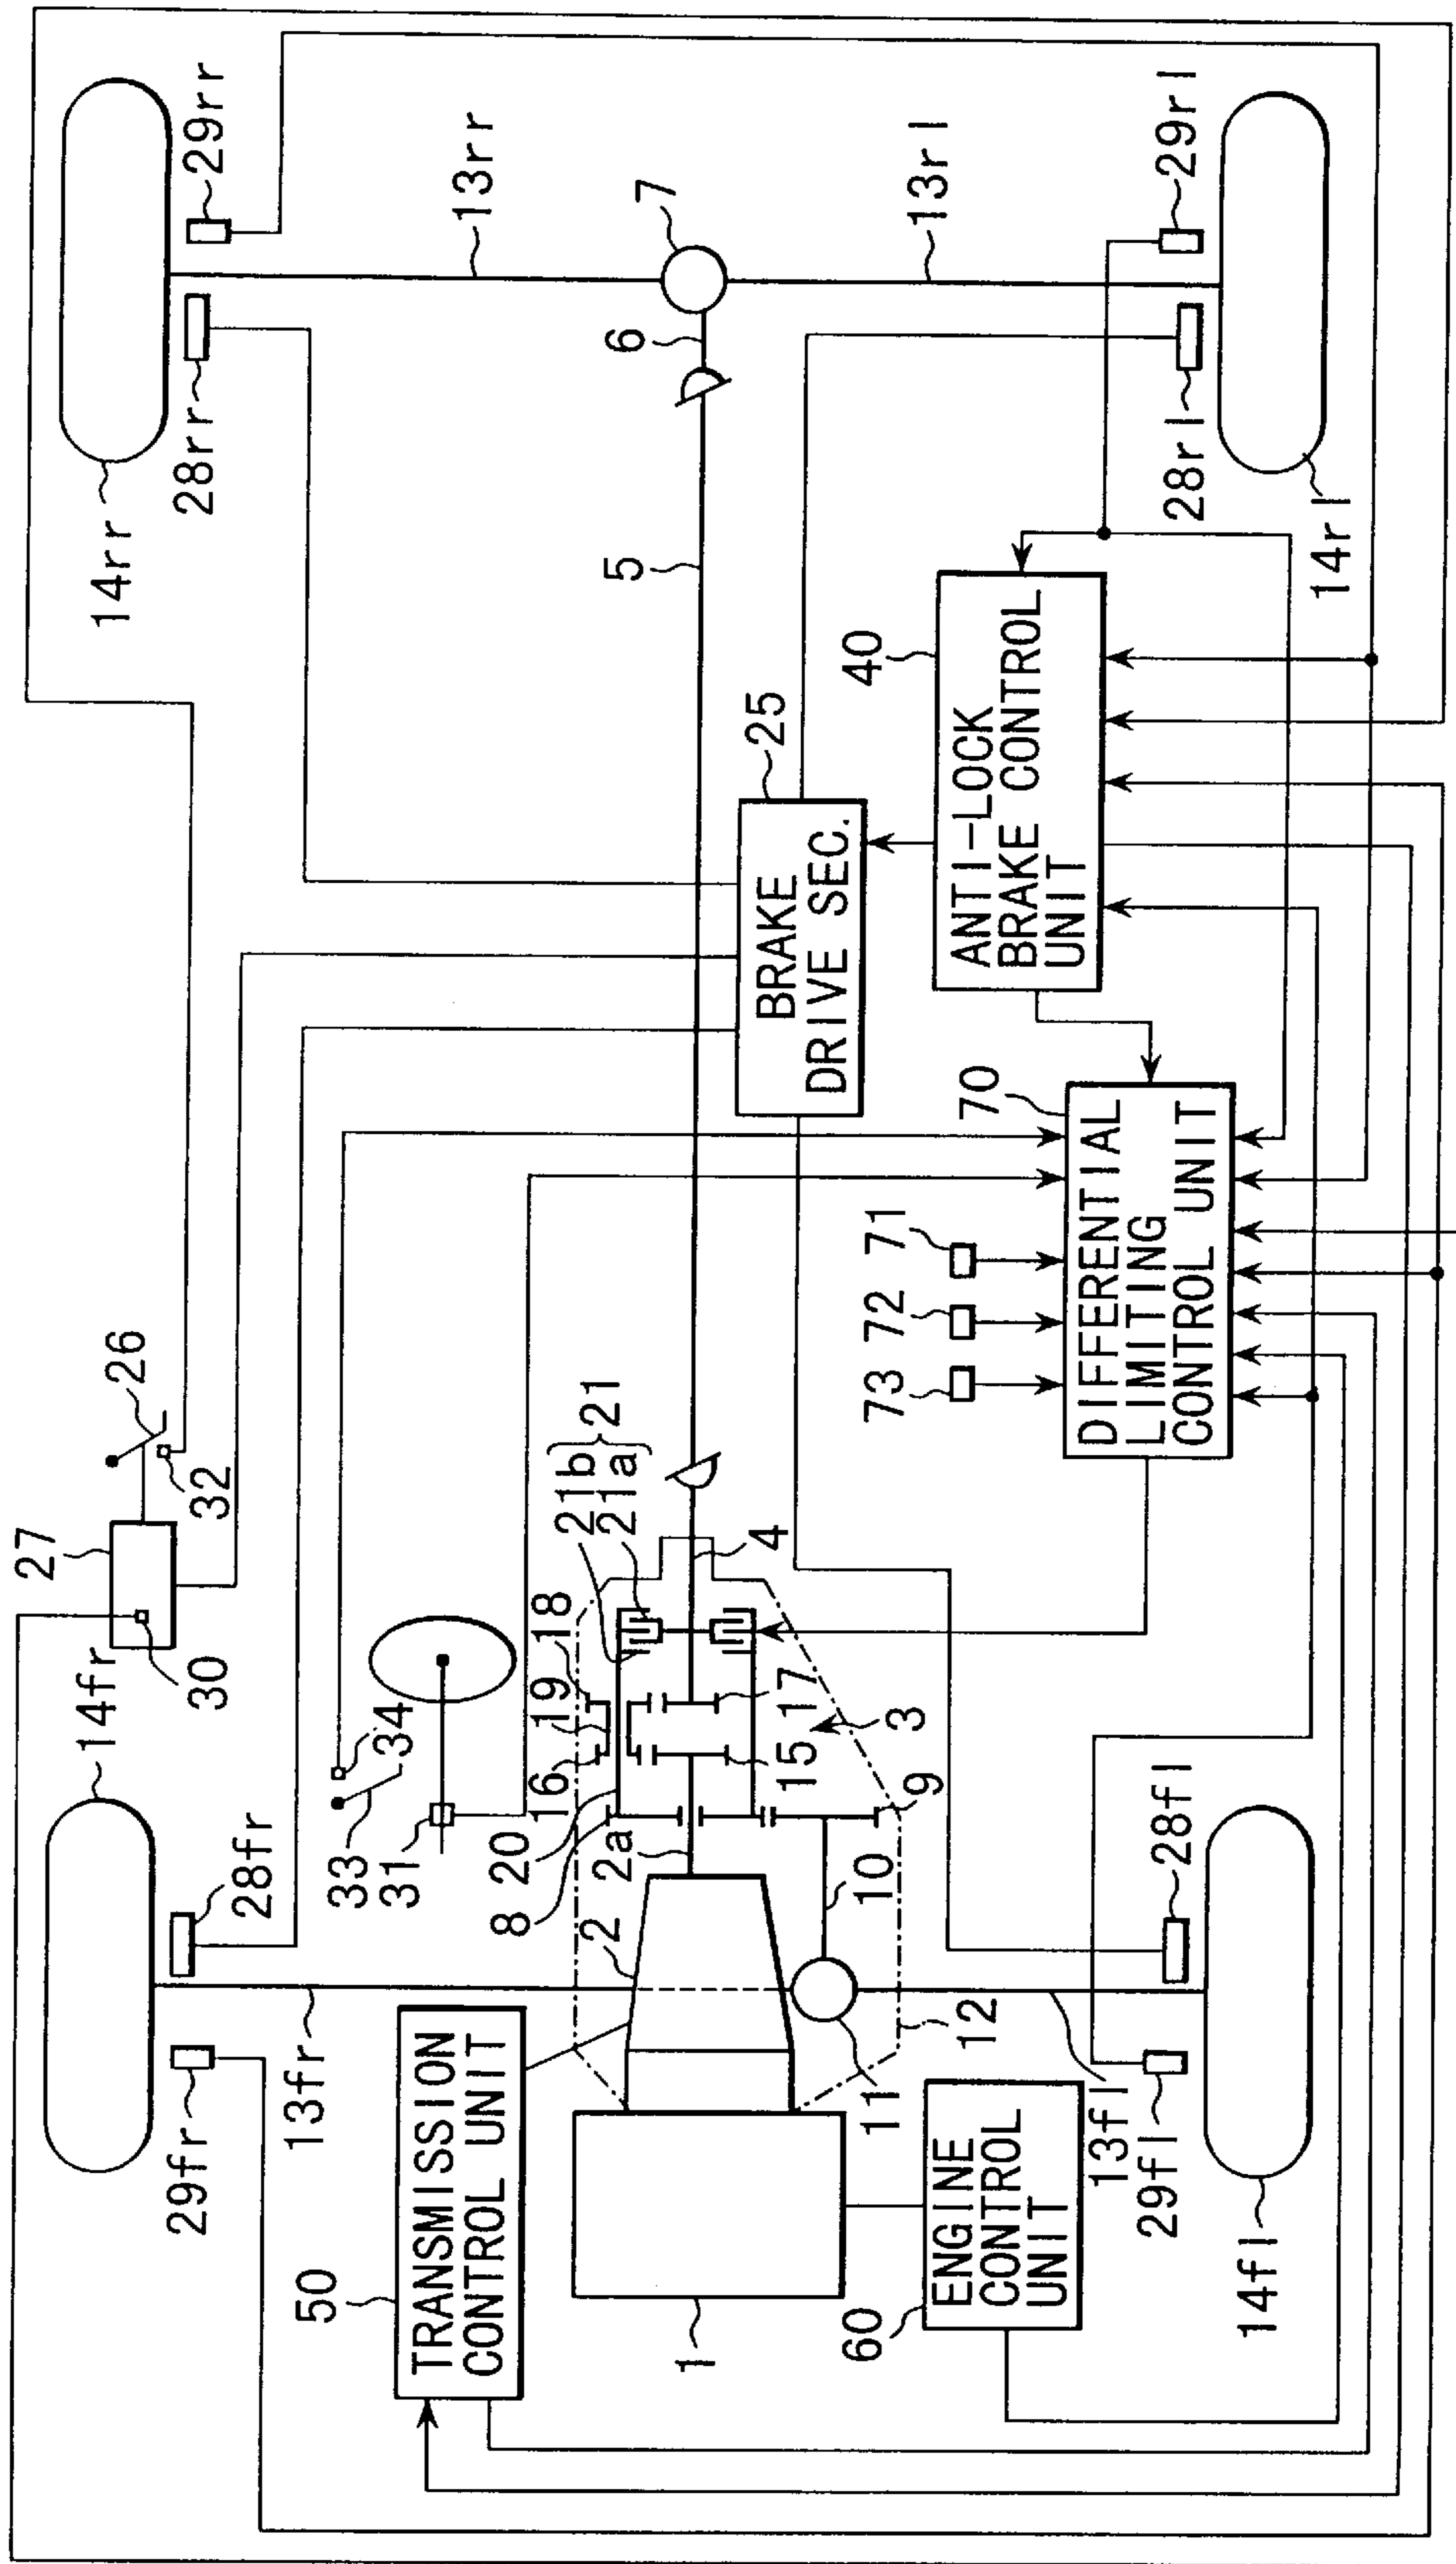 14fr
27
26
30
32
14rr
29fr
28fr
28rr
29rr
13fr
33
34
31
13rr
50
TRANSMISSION
CONTROL UNIT
8
20
16
19
18
21b
21a
21
2
2a
5
6
7
1
4
15
17
3
10
9
11
12
BRAKE
DRIVE SEC.
25
13rl
60
ENGINE
CONTROL
UNIT
73
72
71
70
DIFFERENTIAL
LIMITING
CONTROL UNIT
40
ANTI-LOCK
BRAKE CONTROL
UNIT
13fl
29fl
28fl
28rl
29rl
14fl
14rl